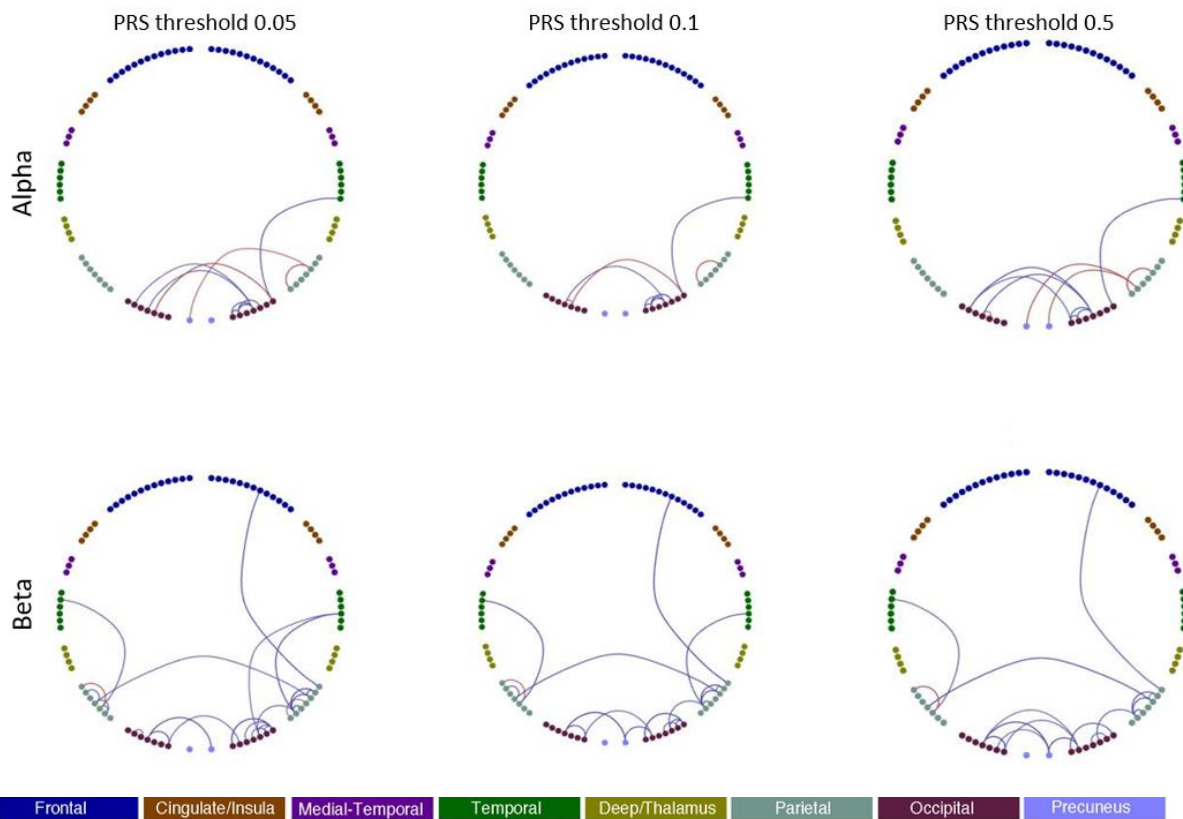 PRS threshold 0.05
PRS threshold 0.1
PRS threshold 0.5
Alpha
Beta
Frontal
Cingulate/Insula
Medial-Temporal
Temporal
Deep/Thalamus
Parietal
Occipital
Precuneus